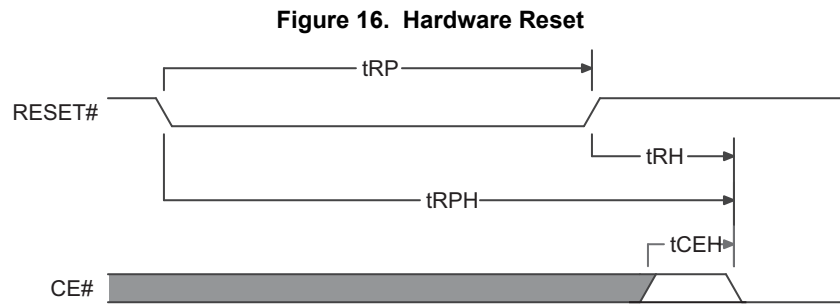 Figure 16. Hardware Reset
tRP
RESET#
tRH
tRPH
tCEH
CE#